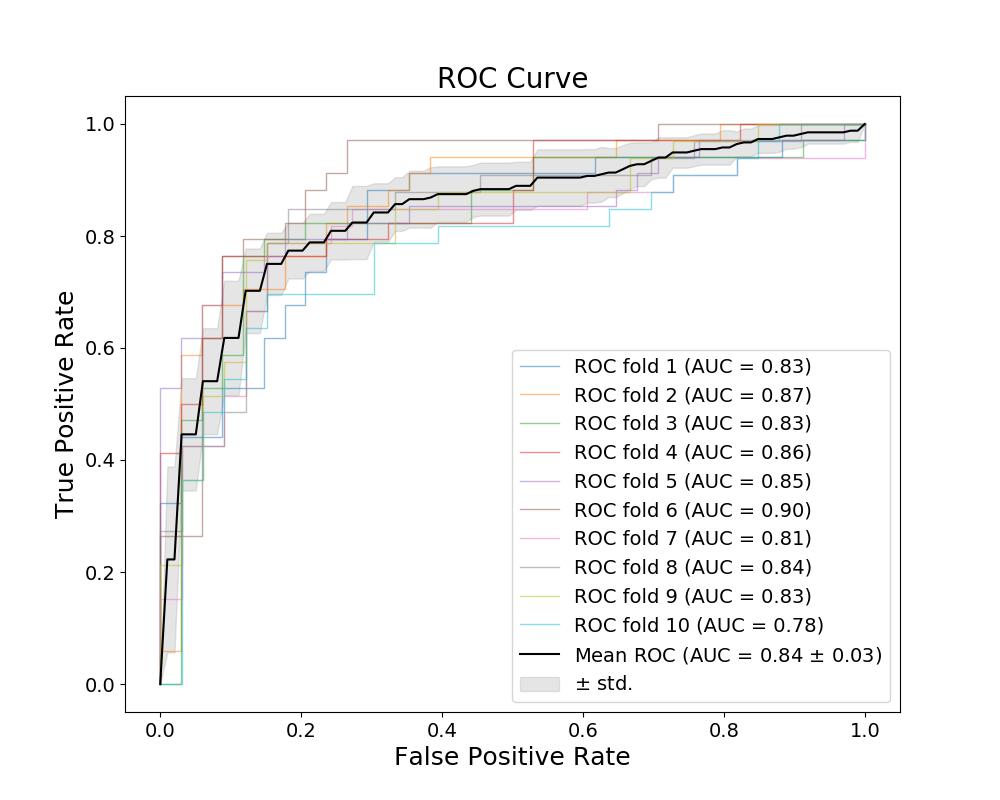 ROC Curve
1.0
0.8
0.6
0.4
0.2
0.0
True Positive Rate
ROC fold 1 (AUC = 0.83)
ROC fold 2 (AUC = 0.87)
ROC fold 3 (AUC = 0.83)
ROC fold 4 (AUC = 0.86)
ROC fold 5 (AUC = 0.85)
ROC fold 6 (AUC = 0.90)
ROC fold 7 (AUC = 0.81)
ROC fold 8 (AUC = 0.84)
ROC fold 9 (AUC = 0.83)
ROC fold 10 (AUC = 0.78)
Mean ROC (AUC = 0.84 ± 0.03)
± std.
0.0 0.2 0.4 0.6 0.8 1.0
False Positive Rate